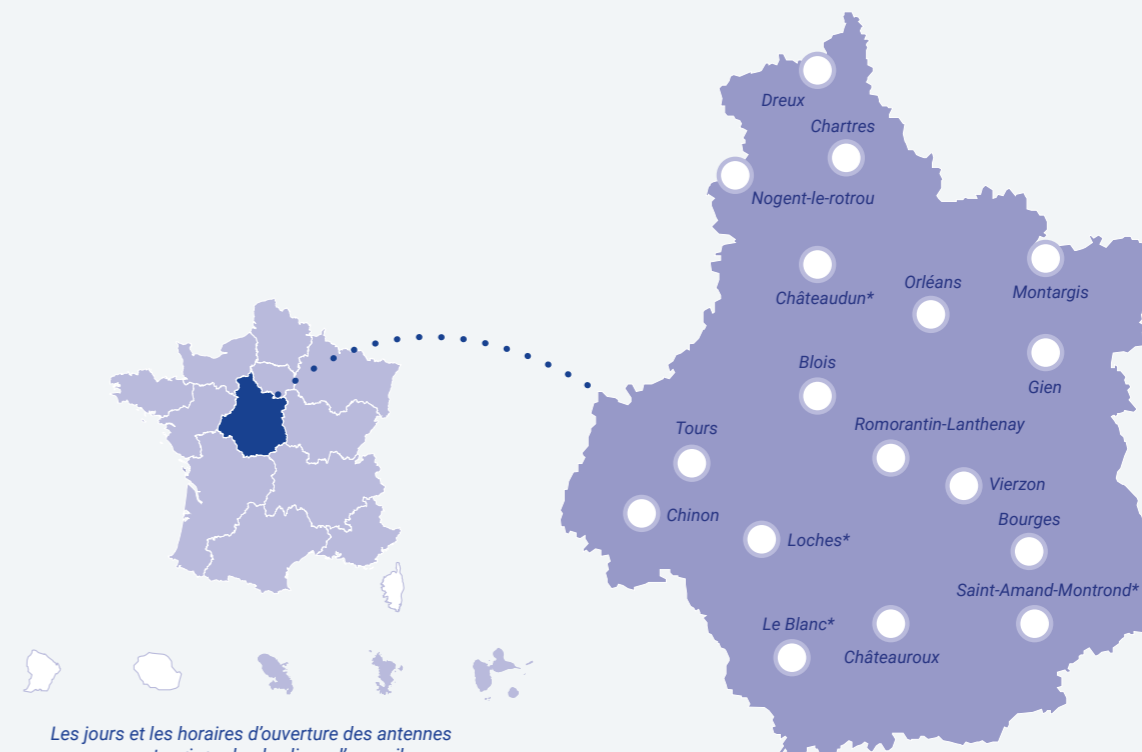 Dreux
Chartres
Nogent-le-rotrou
Châteaudun*
Orléans
Montargis
Blois
Gien
Tours
Romorantin-Lanthenay
Vierzon
Chinon
Bourges
Loches*
Saint-Amand-Montrond*
Le Blanc*
Châteauroux
Les jours et les horaires d'ouverture des antennes